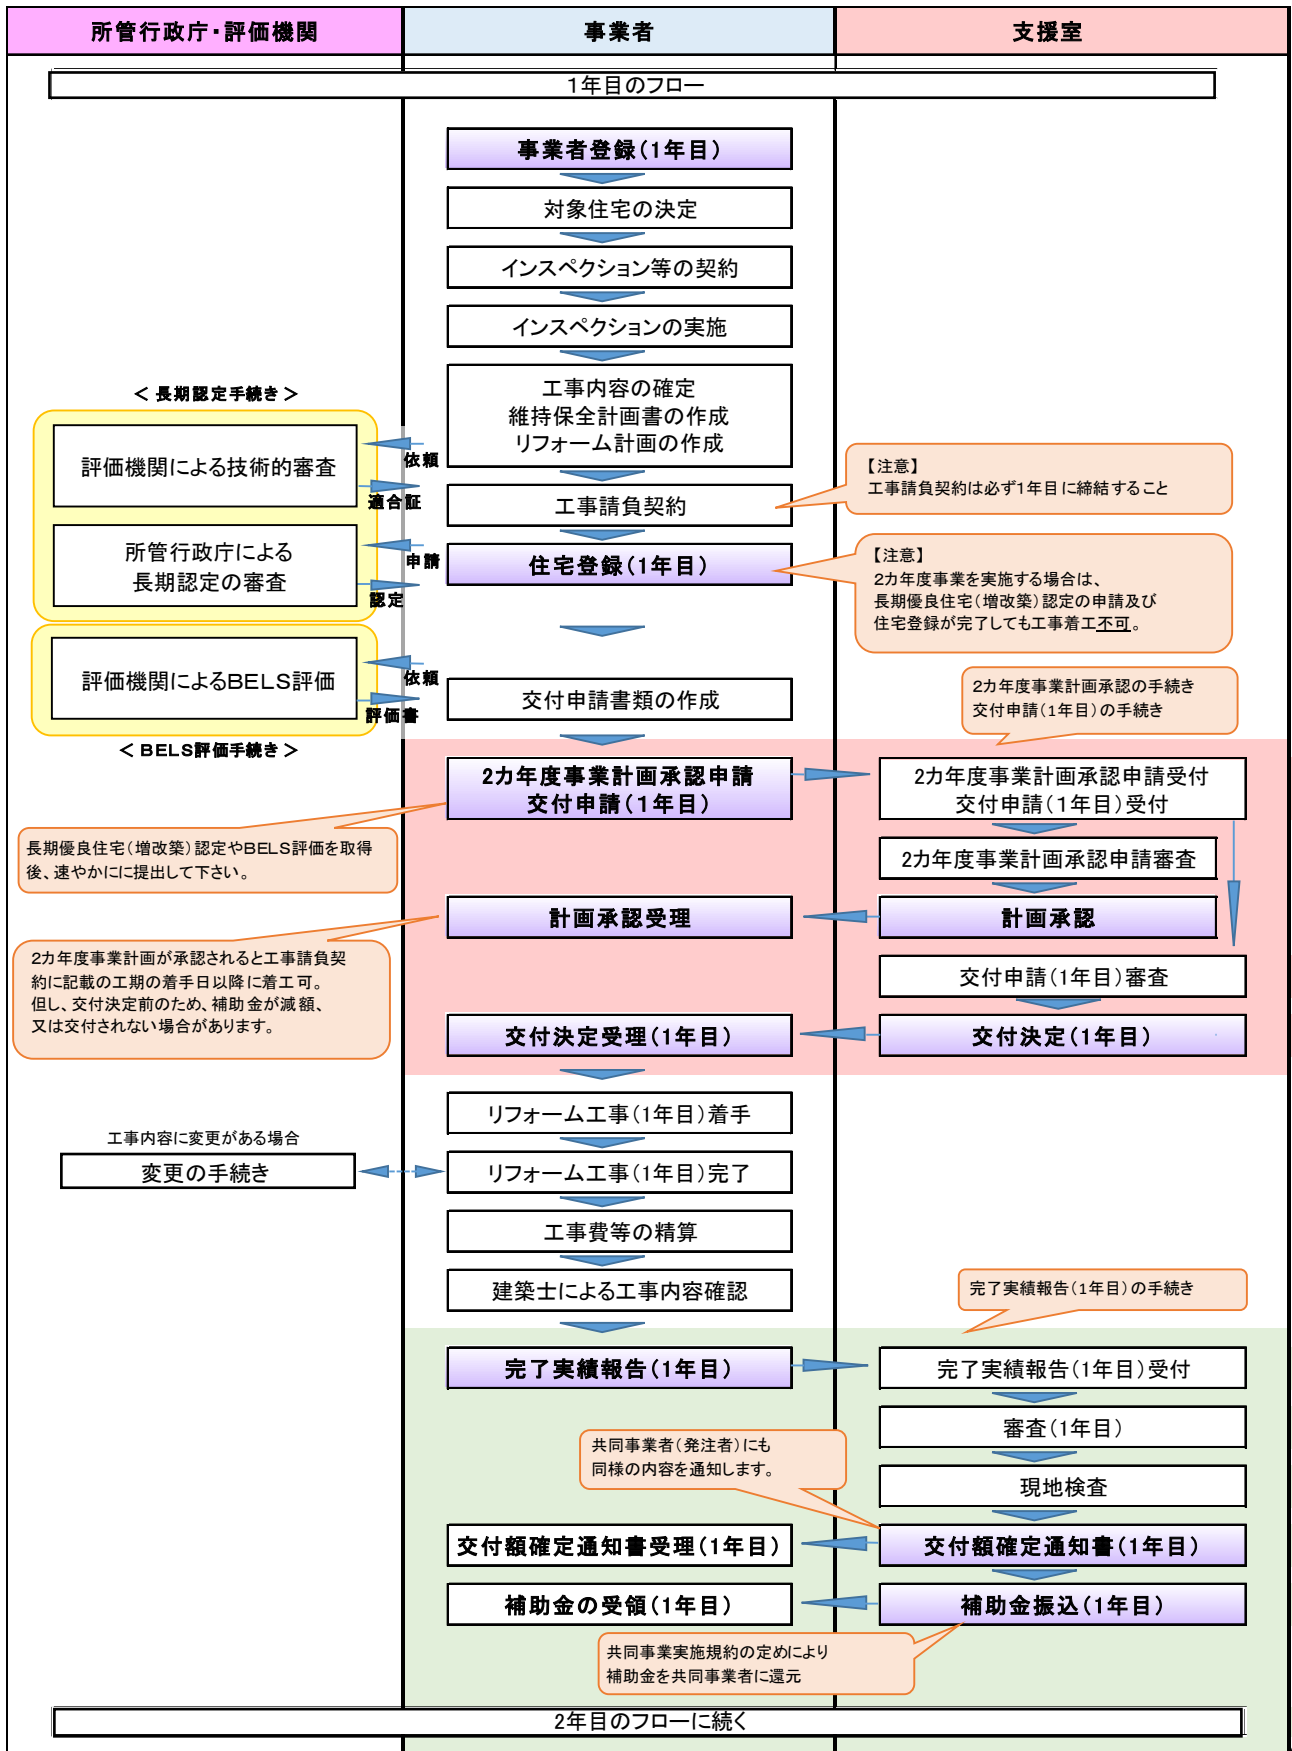 所管行政庁・評価機関
事業者
支援室
1年目のフロー
事業者登録(1年目)
対象住宅の決定
インスペクション等の契約
インスペクションの実施
工事内容の確定
維持保全計画書の作成
リフォーム計画の作成
＜長期認定手続き＞
評価機関による技術的審査
依頼
適合証
工事請負契約
【注意】
工事請負契約は必ず1年目に締結すること
所管行政庁による
長期認定の審査
申請
認定
住宅登録(1年目)
【注意】
2カ年度事業を実施する場合は、
長期優良住宅(増改築)認定の申請及び
住宅登録が完了しても工事着工不可。
評価機関によるBELS評価
依頼
評価書
＜BELS評価手続き＞
交付申請書類の作成
2カ年度事業計画承認の手続き
交付申請(1年目)の手続き
2カ年度事業計画承認申請
交付申請(1年目)
2カ年度事業計画承認申請受付
交付申請(1年目)受付
長期優良住宅(増改築)認定やBELS評価を取得
後、速やかにに提出して下さい。
2カ年度事業計画承認申請審査
計画承認受理
計画承認
2カ年度事業計画が承認されると工事請負契
約に記載の工期の着手日以降に着工可。
但し、交付決定前のため、補助金が減額、
又は交付されない場合があります。
交付申請(1年目)審査
交付決定受理(1年目)
交付決定(1年目)
リフォーム工事(1年目)着手
工事内容に変更がある場合
変更の手続き
リフォーム工事(1年目)完了
工事費等の精算
建築士による工事内容確認
完了実績報告(1年目)の手続き
完了実績報告(1年目)
完了実績報告(1年目)受付
審査(1年目)
共同事業者(発注者)にも
同様の内容を通知します。
現地検査
交付額確定通知書受理(1年目)
交付額確定通知書(1年目)
補助金の受領(1年目)
補助金振込(1年目)
共同事業実施規約の定めにより
補助金を共同事業者に還元
2年目のフローに続く